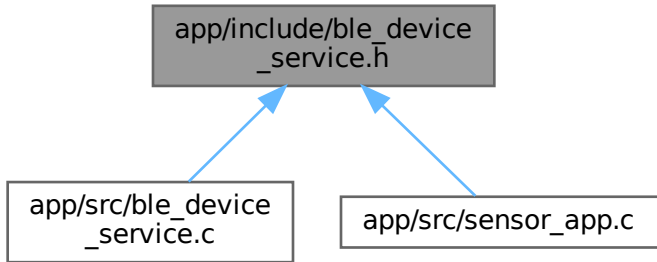 app/include/ble_device
_service.h
app/src/ble_device
_service.c
app/src/sensor_app.c